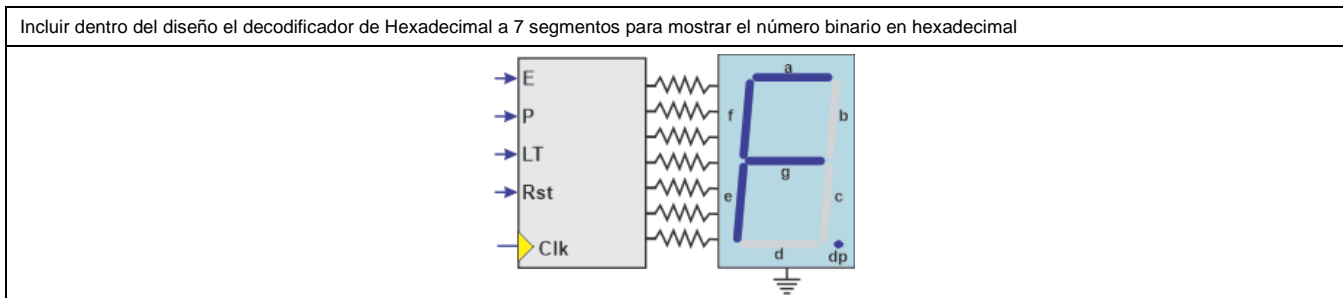 Incluir dentro del diseño el decodificador de Hexadecimal a 7 segmentos para mostrar el número binario en hexadecimal
a
E
f
b
P
LT
g
Rst
e
c
Clk
d
dp